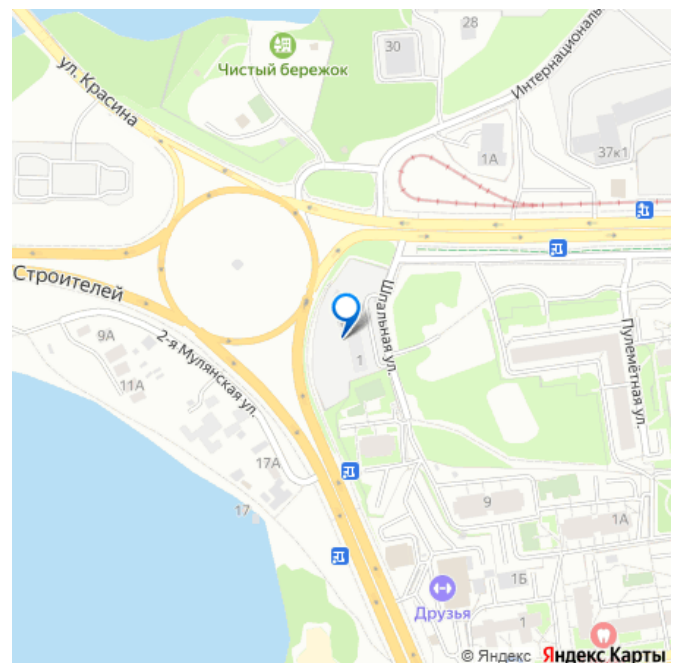 28
30
Чистый бережок
ул. Красина
Интернациональ
1А
37к1
Строителей
Шпальная ул.
Пулемётная ул.
9А
2-я Мулянская ул.
11А
1
17А
17
9
1А
1Б
Друзья
1
© Яндекс Яндекс Карты